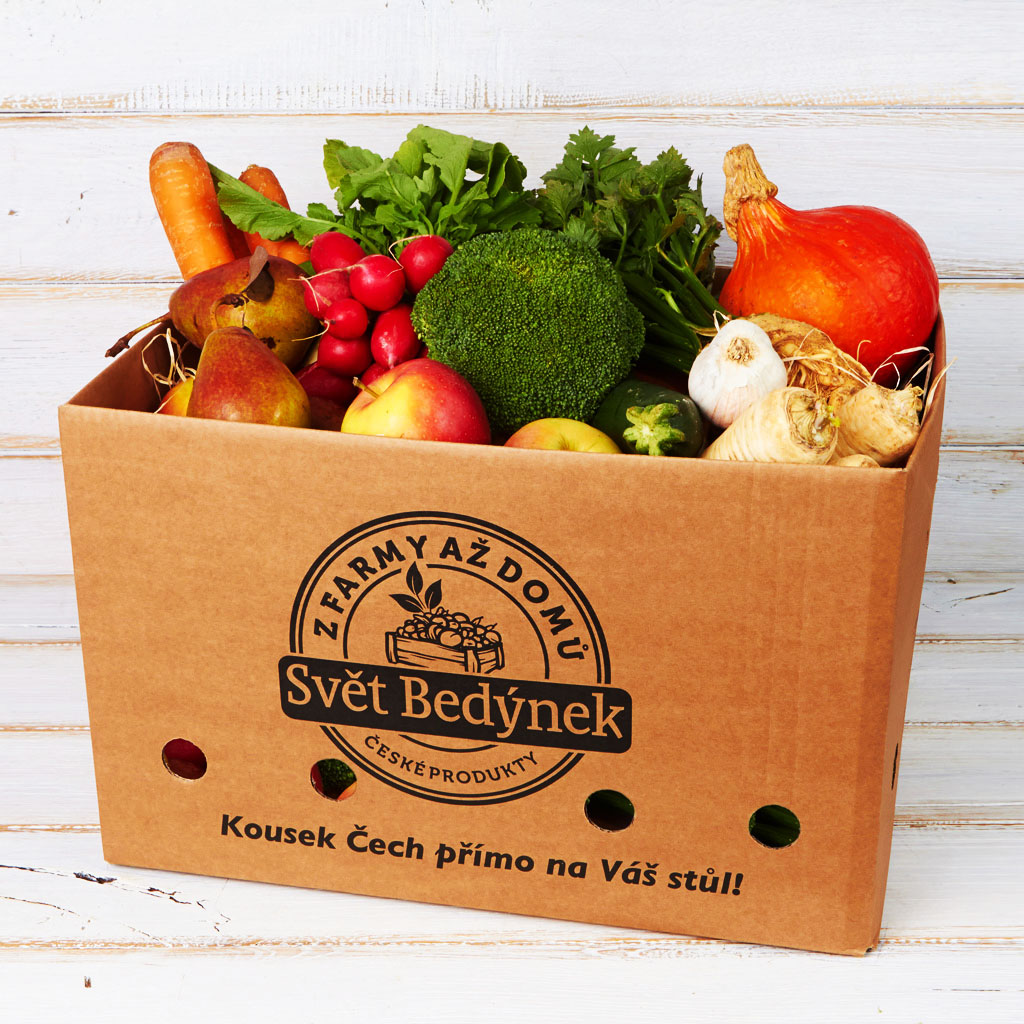 Z FARMY AŽ DOMŮ
Svět Bedýnek
ČESKÉ PRODUKTY
Kousek Čech přímo na Váš stůl!